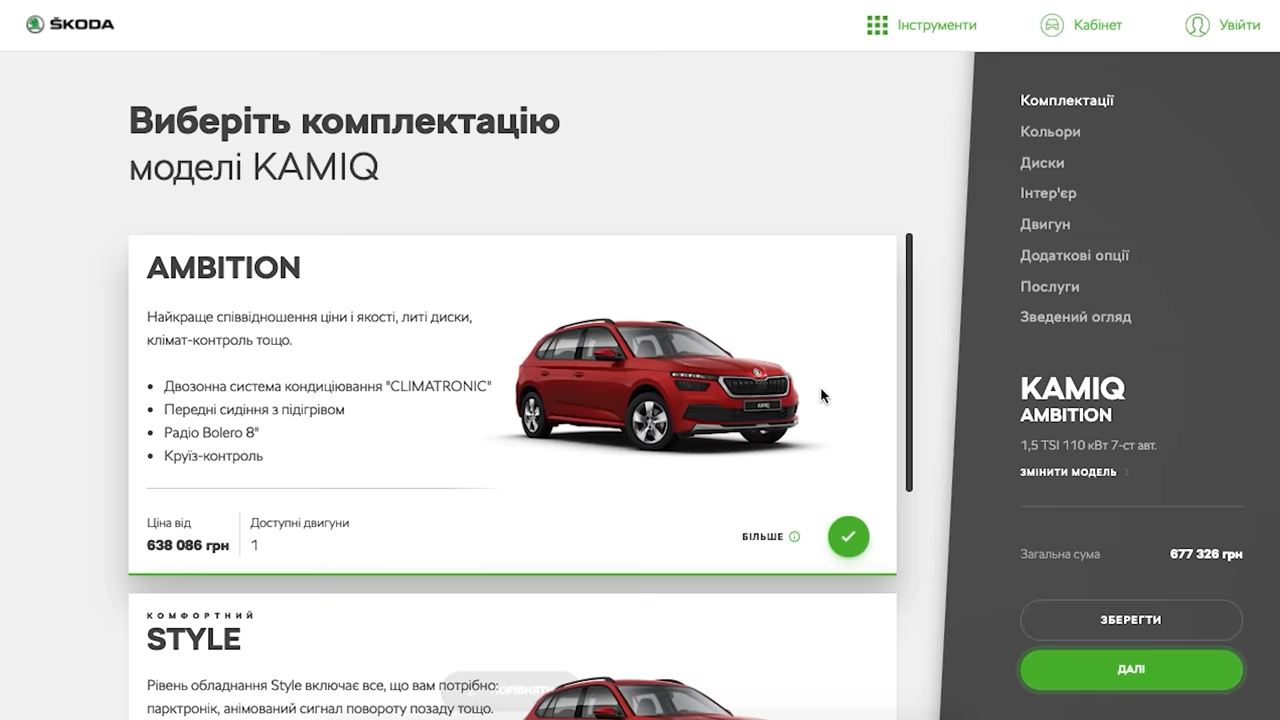 ŠKODA
Інструменти
Кабінет
Увійти
Виберіть комплектацію
моделі KAMIQ
AMBITION
Найкраще співвідношення ціни і якості, литі диски,
клімат-контроль тощо.
• Двозонна система кондиціювання "CLIMATRONIC"
• Передні сидіння з підігрівом
• Радіо Bolero 8"
• Круїз-контроль
Ціна від
638 086 грн
Доступні двигуни
1
БІЛЬШЕ
КОМФОРТНИЙ
STYLE
Рівень обладнання Style включає все, що вам потрібно:
парктронік, анімований сигнал повороту позаду тощо.
ПОРІВНЯТИ
Комплектації
Кольори
Диски
Інтер'єр
Двигун
Додаткові опції
Послуги
Зведений огляд
KAMIQ
AMBITION
1,5 TSI 110 кВт 7-ст авт.
ЗМІНИТИ МОДЕЛЬ
Загальна сума
677 326 грн
ЗБЕРЕГТИ
ДАЛІ
KAMIQ